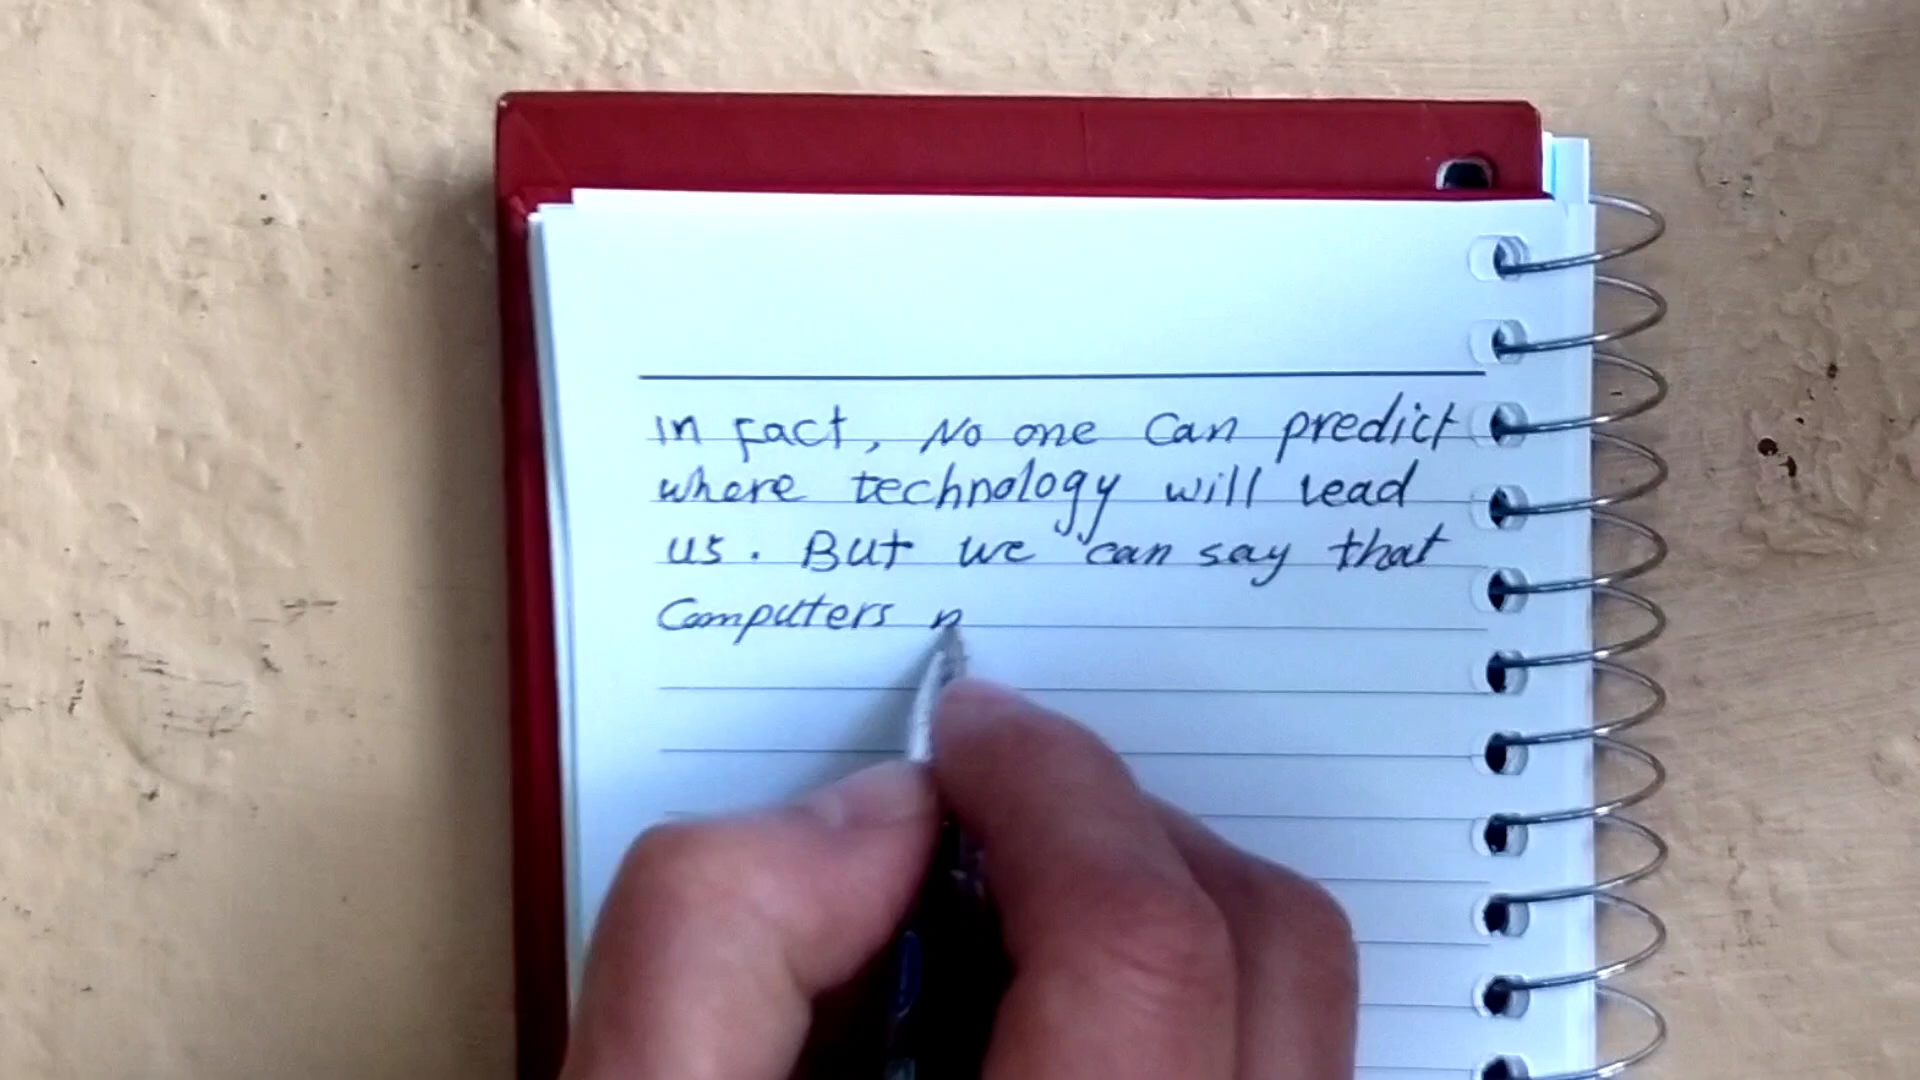 In fact, No one can predict
where technology will lead
us. But we can say that
Computers n